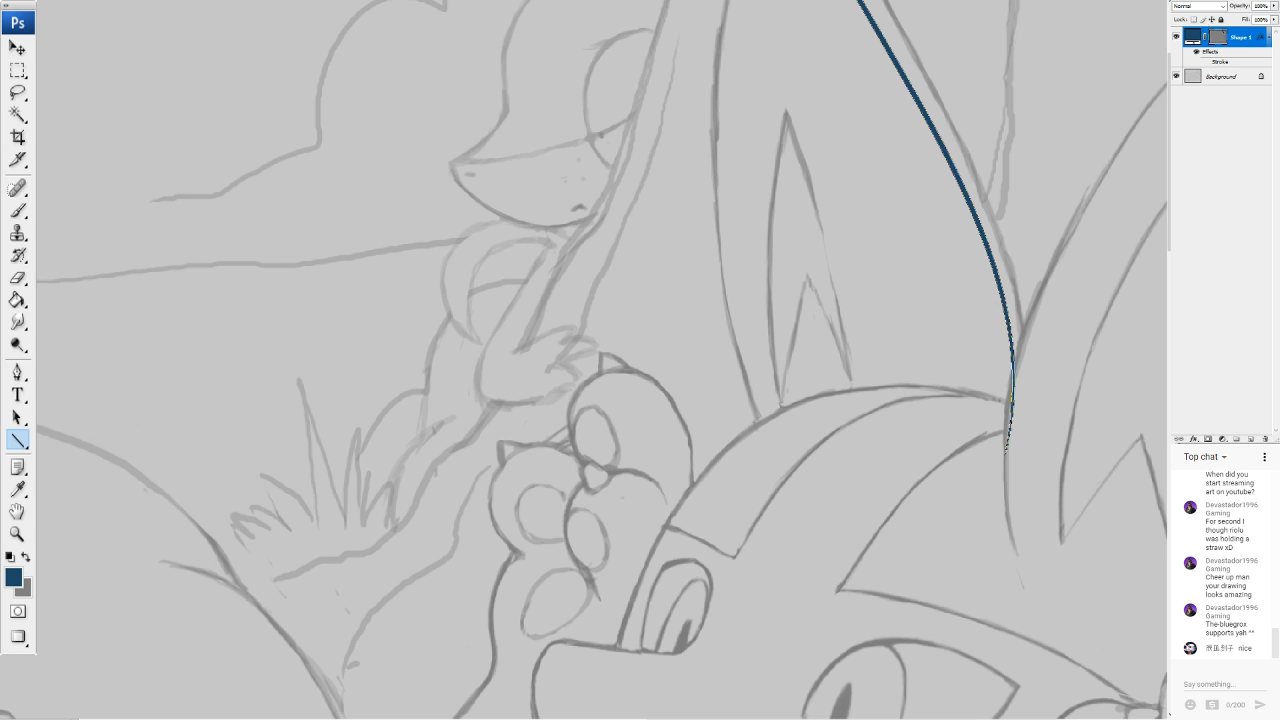 Ps
Normal
Opacity: 100%
Lock:
Fill: 100%
Shape 1
Effects
Stroke
Background
T
Top chat
When did you
start streaming
art on youtube?
Devastador1996
Gaming
For second I
though riolu
was holding a
straw xD
Devastador1996
Gaming
Cheer up man
your drawing
looks amazing
Devastador1996
Gaming
The-bluegrox
supports yah ^^
nice
Say something...
0/200